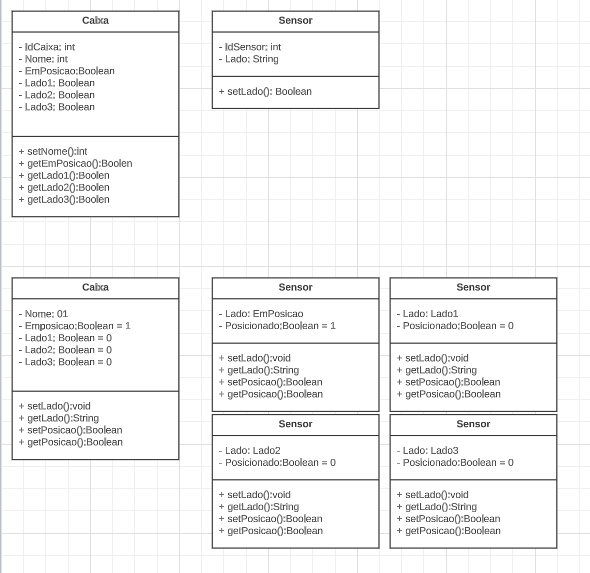 Caixa
- IdCaixa; int
- Nome; int
- EmPosicao;Boolean
- Lado1; Boolean
- Lado2; Boolean
- Lado3; Boolean
+ setNome():int
+ getEmPosicao():Boolen
+ getLado1():Boolen
+ getLado2():Boolen
+ getLado3():Boolen
Sensor
- IdSensor; int
- Lado; String
+ setLado(): Boolean
Caixa
- Nome; 01
- Emposicao;Boolean = 1
- Lado1; Boolean = 0
- Lado2; Boolean = 0
- Lado3; Boolean = 0
+ setLado();void
+ getLado():String
+ setPosicao():Boolean
+ getPosicao():Boolean
Sensor
- Lado: EmPosicao
- Posicionado;Boolean = 1
+ setLado();void
+ getLado():String
+ setPosicao():Boolean
+ getPosicao():Boolean
Sensor
- Lado: Lado1
- Posicionado;Boolean = 0
+ setLado();void
+ getLado():String
+ setPosicao():Boolean
+ getPosicao():Boolean
Sensor
- Lado: Lado2
- Posicionado:Boolean = 0
+ setLado():void
+ getLado():String
+ setPosicao():Boolean
+ getPosicao():Boolean
Sensor
- Lado: Lado3
- Posicionado:Boolean = 0
+ setLado():void
+ getLado():String
+ setPosicao():Boolean
+ getPosicao():Boolean